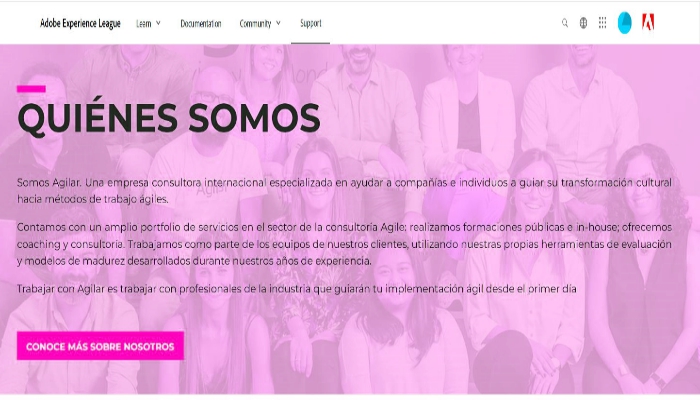 Adobe Experience League Learn Documentation Community Support
QUIÉNES SOMOS
Somos Agilar. Una empresa consultora internacional especializada en ayudar a compañías e individuos a guiar su transformación cultural
hacia métodos de trabajo ágiles.
Contamos con un amplio portfolio de servicios en el sector de la consultoría Agile: realizamos formaciones públicas e in-house; ofrecemos
coaching y consultoría. Trabajamos como parte de los equipos de nuestros clientes, utilizando nuestras propias herramientas de evaluación
y modelos de madurez desarrollados durante nuestros años de experiencia.
Trabajar con Agilar es trabajar con profesionales de la industria que guiarán tu implementación ágil desde el primer día
CONOCE MÁS SOBRE NOSOTROS